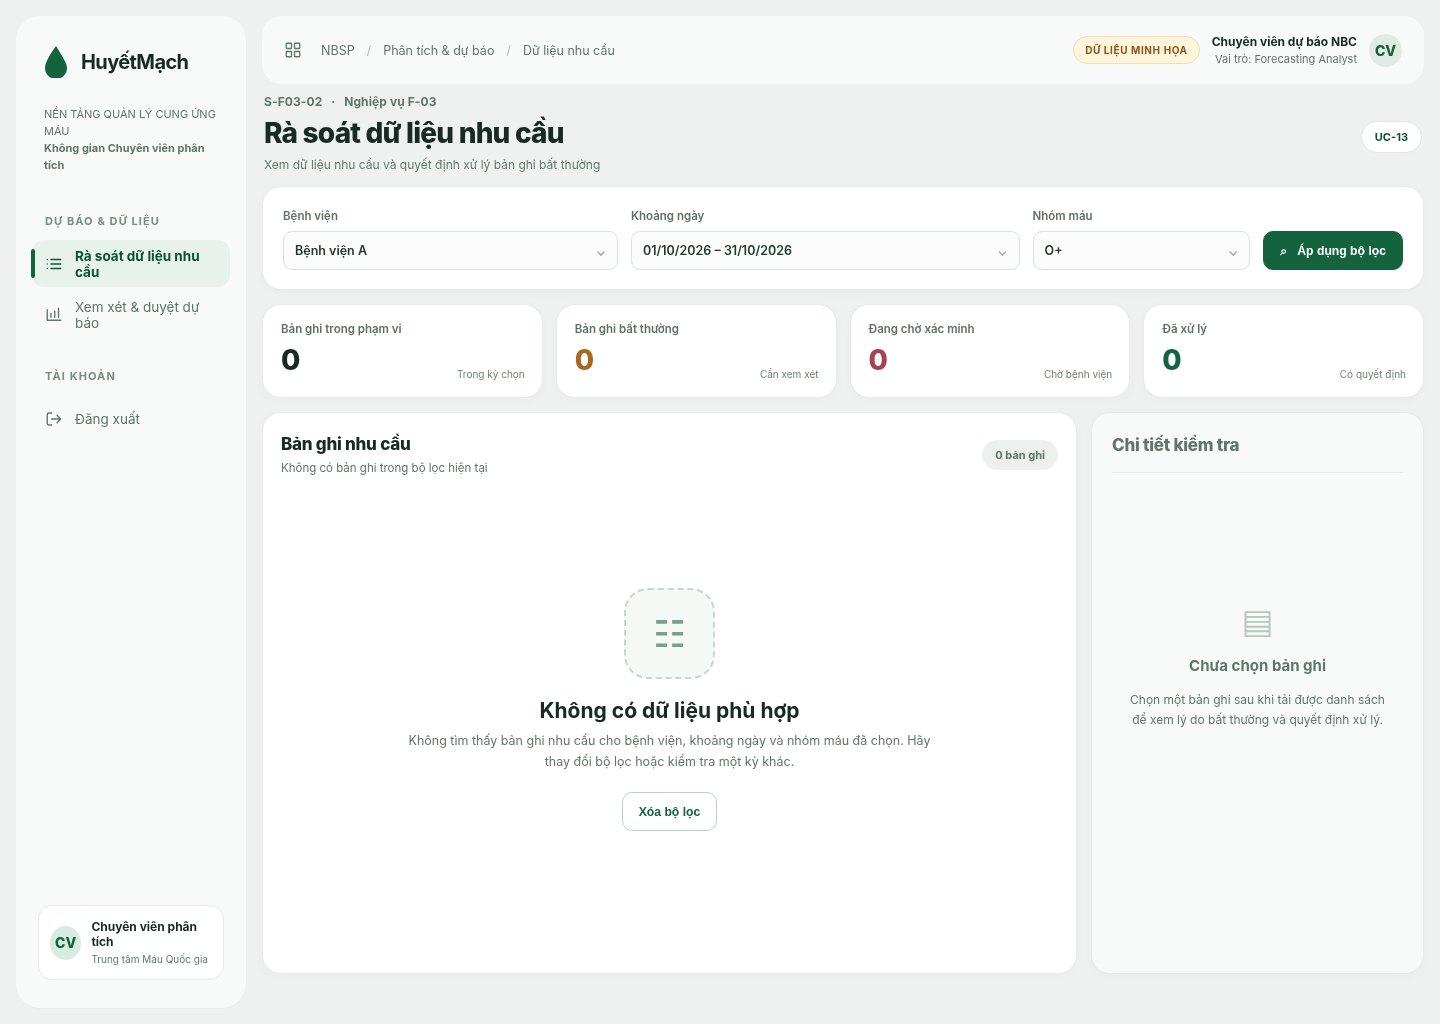 HuyếtMạch
NỀN TẢNG QUẢN LÝ CUNG ỨNG
MÁU
Không gian Chuyên viên phân
tích
DỰ BÁO & DỮ LIỆU
Rà soát dữ liệu nhu
cầu
Xem xét & duyệt dự
báo
TÀI KHOẢN
Đăng xuất
CV
Chuyên viên phân
tích
Trung tâm Máu Quốc gia
NBSP / Phân tích & dự báo / Dữ liệu nhu cầu
DỮ LIỆU MINH HỌA
Chuyên viên dự báo NBC
Vai trò: Forecasting Analyst
CV
S-F03-02 · Nghiệp vụ F-03
Rà soát dữ liệu nhu cầu
Xem dữ liệu nhu cầu và quyết định xử lý bản ghi bất thường
UC-13
Bệnh viện
Bệnh viện A
Khoảng ngày
01/10/2026 – 31/10/2026
Nhóm máu
O+
Áp dụng bộ lọc
Bản ghi trong phạm vi
0
Trong kỳ chọn
Bản ghi bất thường
0
Cần xem xét
Đang chờ xác minh
0
Chờ bệnh viện
Đã xử lý
0
Có quyết định
Bản ghi nhu cầu
Không có bản ghi trong bộ lọc hiện tại
0 bản ghi
Không có dữ liệu phù hợp
Không tìm thấy bản ghi nhu cầu cho bệnh viện, khoảng ngày và nhóm máu đã chọn. Hãy
thay đổi bộ lọc hoặc kiểm tra một kỳ khác.
Xóa bộ lọc
Chi tiết kiểm tra
Chưa chọn bản ghi
Chọn một bản ghi sau khi tải được danh sách
để xem lý do bất thường và quyết định xử lý.